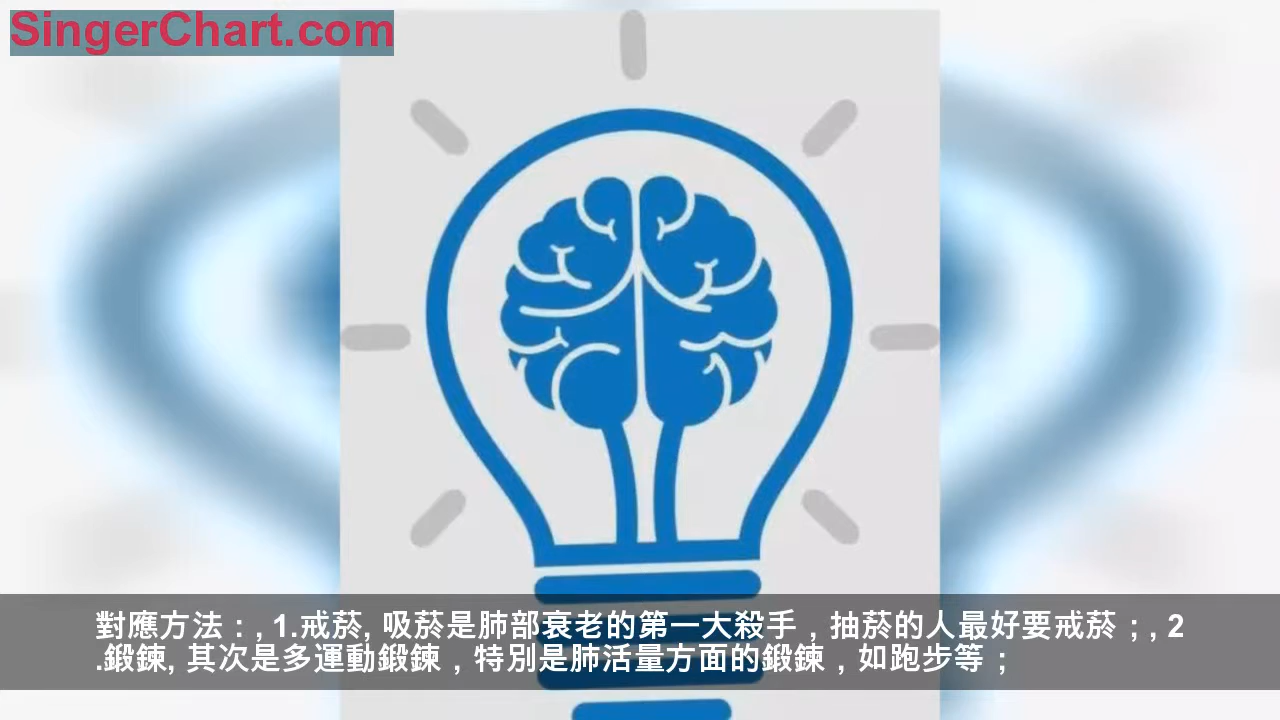 SingerChart.com
對應方法：, 1.戒菸, 吸菸是肺部衰老的第一大殺手，抽菸的人最好要戒菸；, 2
.鍛鍊, 其次是多運動鍛鍊，特別是肺活量方面的鍛鍊，如跑步等；